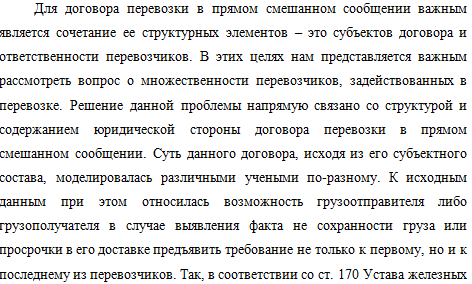 Для договора перевозки в прямом смешанном сообщении важным
является сочетание ее структурных элементов – это субъектов договора и
ответственности перевозчиков. В этих целях нам представляется важным
рассмотреть вопрос о множественности перевозчиков, задействованных в
перевозке. Решение данной проблемы напрямую связано со структурой и
содержанием юридической стороны договора перевозки в прямом
смешанном сообщении. Суть данного договора, исходя из его субъектного
состава, моделировалась различными учеными по-разному. К исходным
данным при этом относилась возможность грузоотправителя либо
грузополучателя в случае выявления факта не сохранности груза или
просрочки в его доставке предъявить требование не только к первому, но и к
последнему из перевозчиков. Так, в соответствии со ст. 170 Устава железных